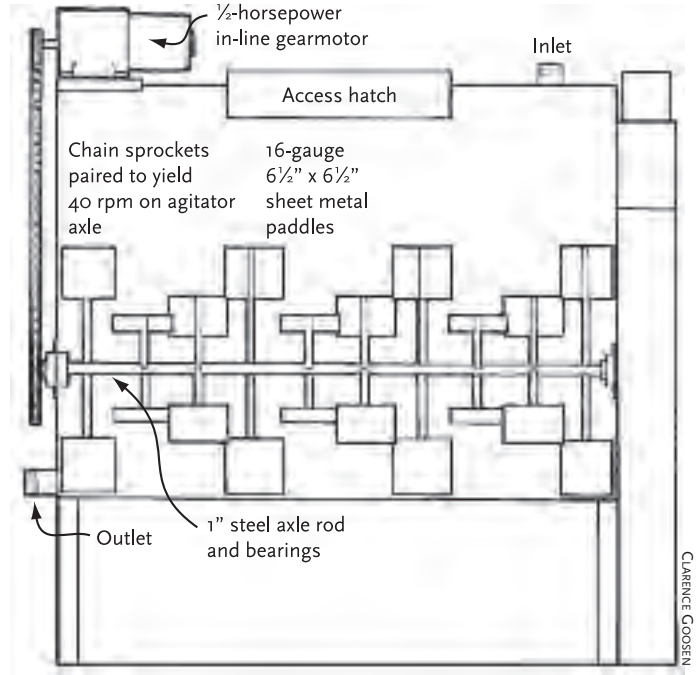 ½-horsepower
in-line gearmotor
Inlet
Access hatch
Chain sprockets
paired to yield
40 rpm on agitator
axle
16-gauge
6½” x 6½”
sheet metal
paddles
Outlet
1” steel axle rod
and bearings
CLARENCE GOOSEN